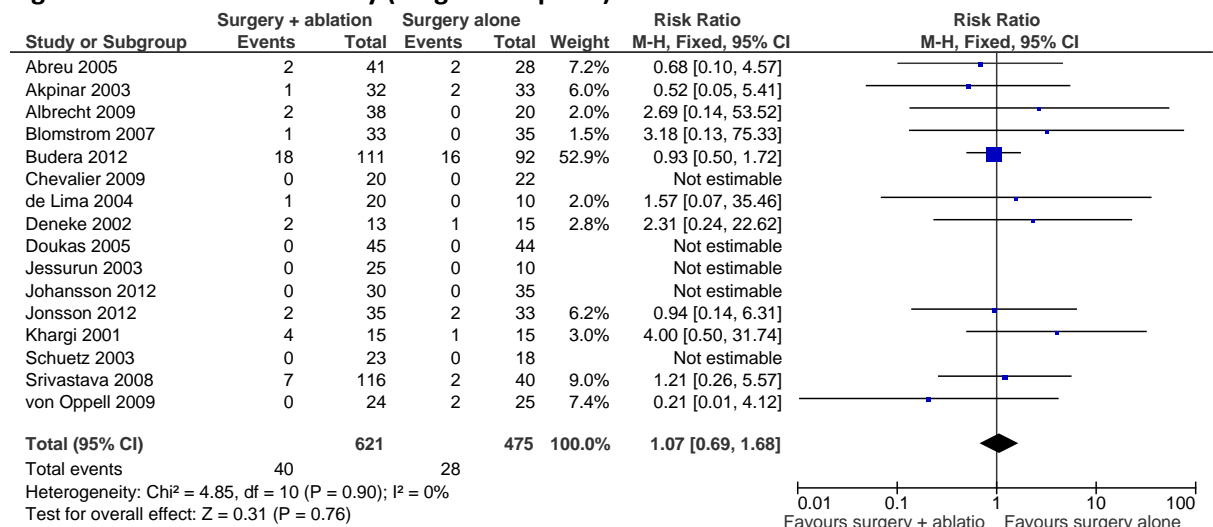 Surgery + ablation Surgery alone Risk Ratio Risk Ratio
Study or Subgroup Events Total Events Total Weight M-H, Fixed, 95% CI M-H, Fixed, 95% CI
Abreu 2005 2 41 2 28 7.2% 0.68 [0.10, 4.57]
Akpinar 2003 1 32 2 33 6.0% 0.52 [0.05, 5.41]
Albrecht 2009 2 38 0 20 2.0% 2.69 [0.14, 53.52]
Blomstrom 2007 1 33 0 35 1.5% 3.18 [0.13, 75.33]
Budera 2012 18 111 16 92 52.9% 0.93 [0.50, 1.72]
Chevalier 2009 0 20 0 22 Not estimable
de Lima 2004 1 20 0 10 2.0% 1.57 [0.07, 35.46]
Deneke 2002 2 13 1 15 2.8% 2.31 [0.24, 22.62]
Doukas 2005 0 45 0 44 Not estimable
Jessurun 2003 0 25 0 10 Not estimable
Johansson 2012 0 30 0 35 Not estimable
Jonsson 2012 2 35 2 33 6.2% 0.94 [0.14, 6.31]
Khargi 2001 4 15 1 15 3.0% 4.00 [0.50, 31.74]
Schuetz 2003 0 23 0 18 Not estimable
Srivastava 2008 7 116 2 40 9.0% 1.21 [0.26, 5.57]
von Oppell 2009 0 24 2 25 7.4% 0.21 [0.01, 4.12]
Total (95% CI) 621 475 100.0% 1.07 [0.69, 1.68]
Total events 40 28
Heterogeneity: Chi² = 4.85, df = 10 (P = 0.90); I² = 0%
Test for overall effect: Z = 0.31 (P = 0.76)
0.01 0.1 1 10 100
Favours surgery + ablatio Favours surgery alone